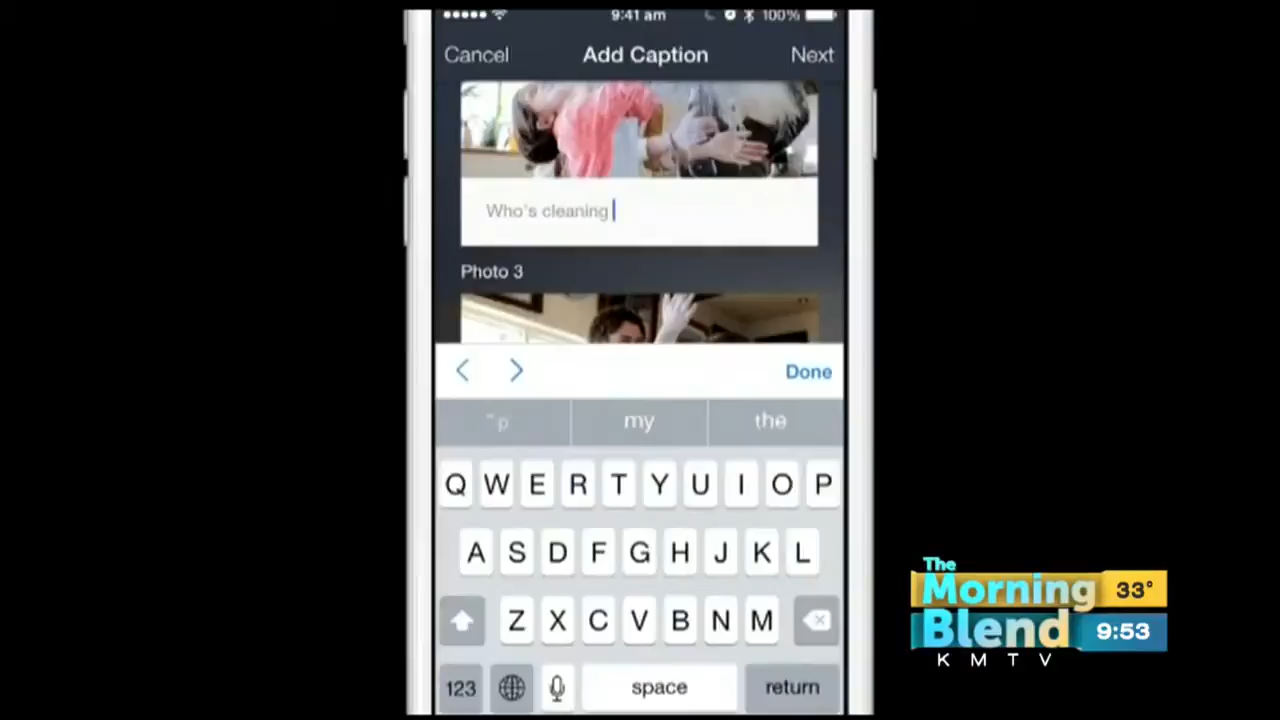 9:41 am 100%
Cancel Add Caption Next
Who's cleaning
Photo 3
Done
"p my the
Q W E R T Y U I O P
A S D F G H J K L
Z X C V B N M
123 space return
The
Morning 33°
Blend 9:53
KMTV